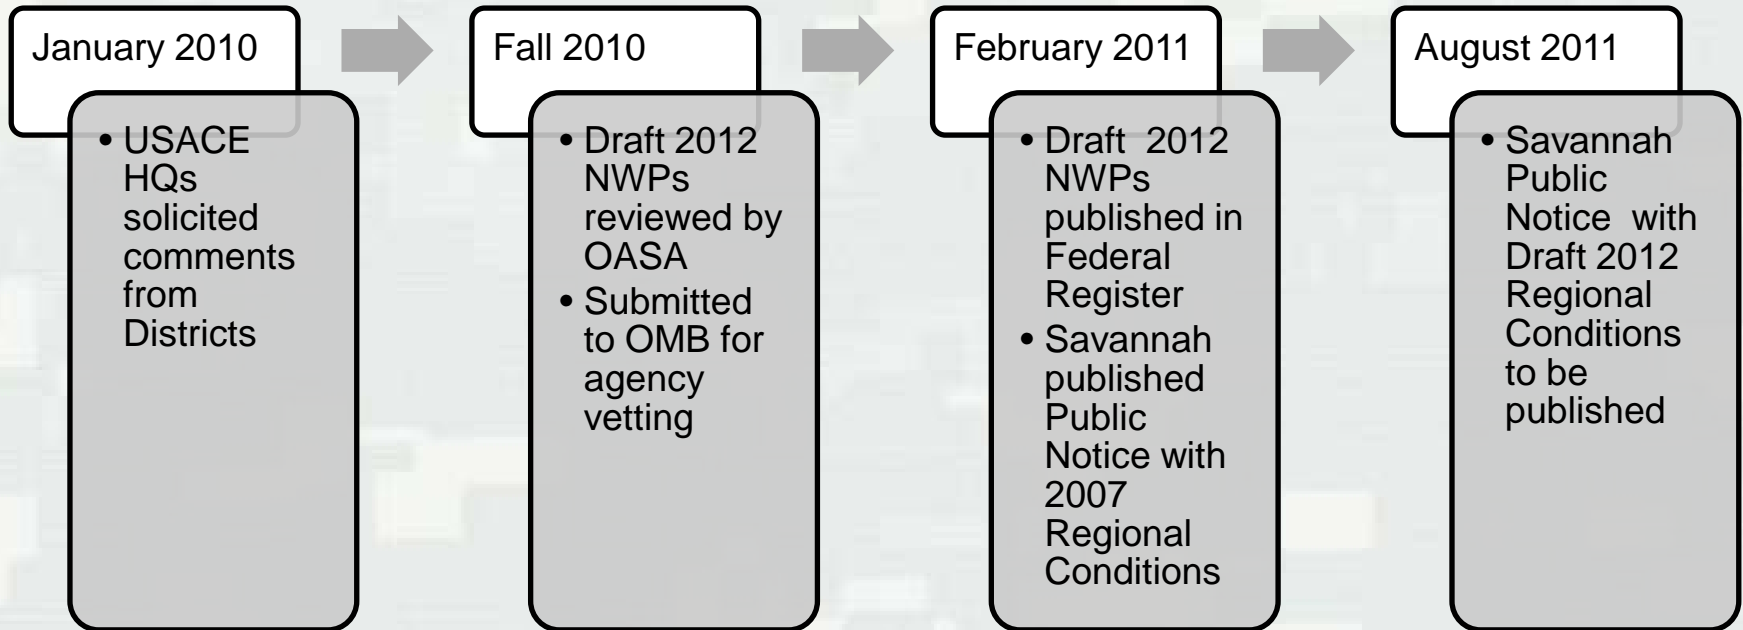 January 2010
• USACE
HQs
solicited
comments
from
Districts
Fall 2010
• Draft 2012
NWPs
reviewed by
OASA
• Submitted
to OMB for
agency
vetting
February 2011
• Draft 2012
NWPs
published in
Federal
Register
• Savannah
published
Public
Notice with
2007
Regional
Conditions
August 2011
• Savannah
Public
Notice with
Draft 2012
Regional
Conditions
to be
published